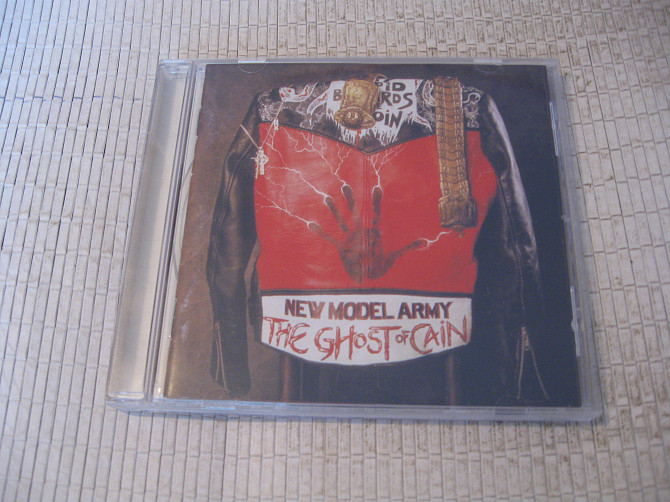 NEW MODEL ARMY
THE GHOST OF CAIN